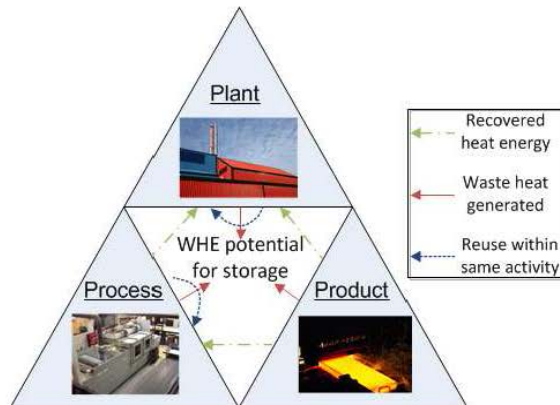 Plant
Recovered
heat energy
Waste heat
generated
Reuse within
same activity
WHE potential
for storage
Process
Product